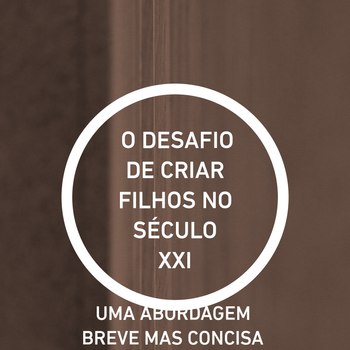 O DESAFIO
DE CRIAR
FILHOS NO
SÉCULO
XXI
UMA ABORDAGEM
BREVE MAS CONCISA